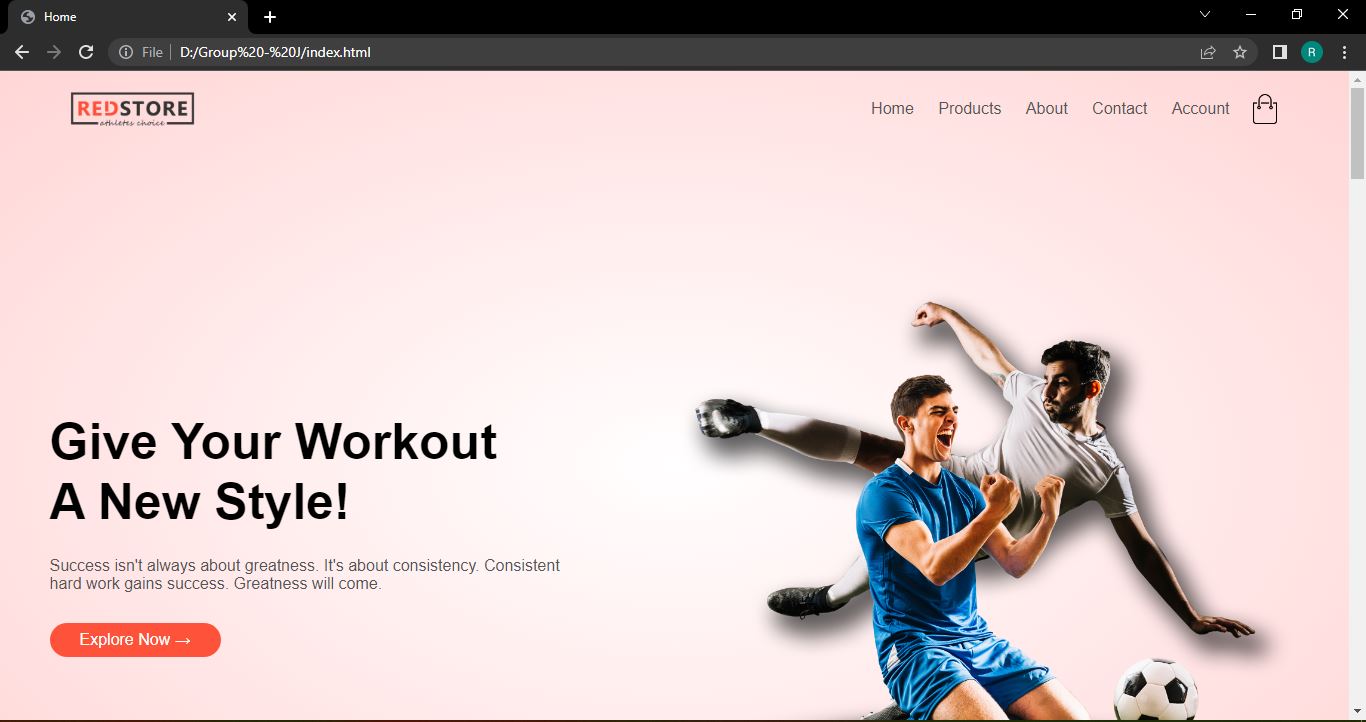 Home
File D:/Group%20-%20J/index.html
R
REDSTORE
athletes choice
Home Products About Contact Account
Give Your Workout
A New Style!
Success isn't always about greatness. It's about consistency. Consistent
hard work gains success. Greatness will come.
Explore Now →